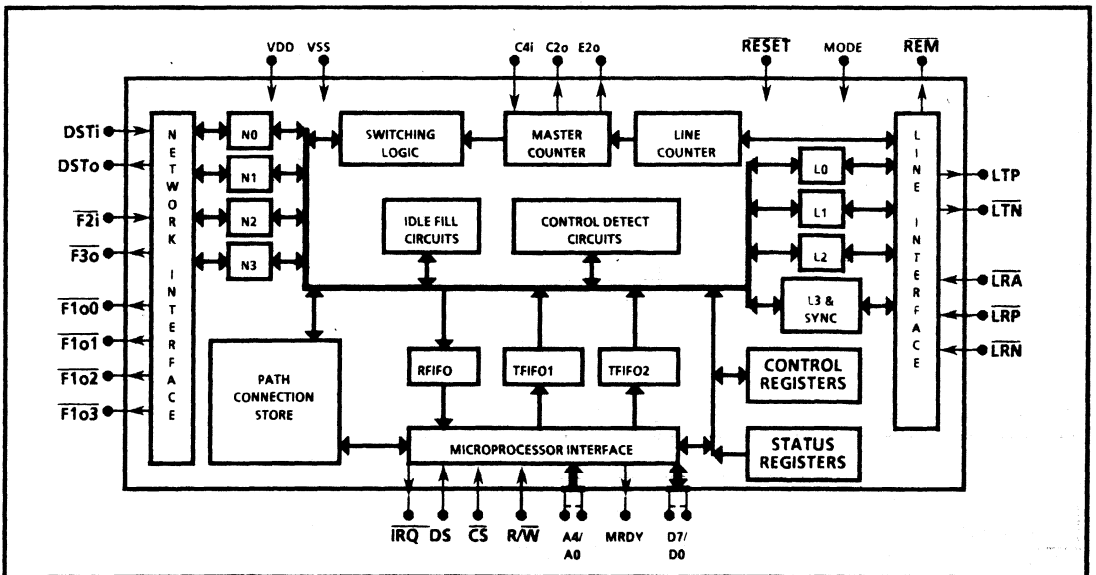 VDD VSS C4i C2o E2o RESET MODE REM
DSTi
DSTo
F2i
F3o
F1o0
F1o1
F1o2
F1o3
NETWORK INTERFACE
N0
N1
N2
N3
SWITCHING LOGIC
MASTER COUNTER
LINE COUNTER
IDLE FILL CIRCUITS
CONTROL DETECT CIRCUITS
L0
L1
L2
L3 & SYNC
LINE INTERFACE
LTP
LTN
LRA
LRP
LRN
PATH CONNECTION STORE
RFIFO
TFIFO1
TFIFO2
CONTROL REGISTERS
STATUS REGISTERS
MICROPROCESSOR INTERFACE
IRQ DS CS R/W A4/A0 MRDY D7/D0